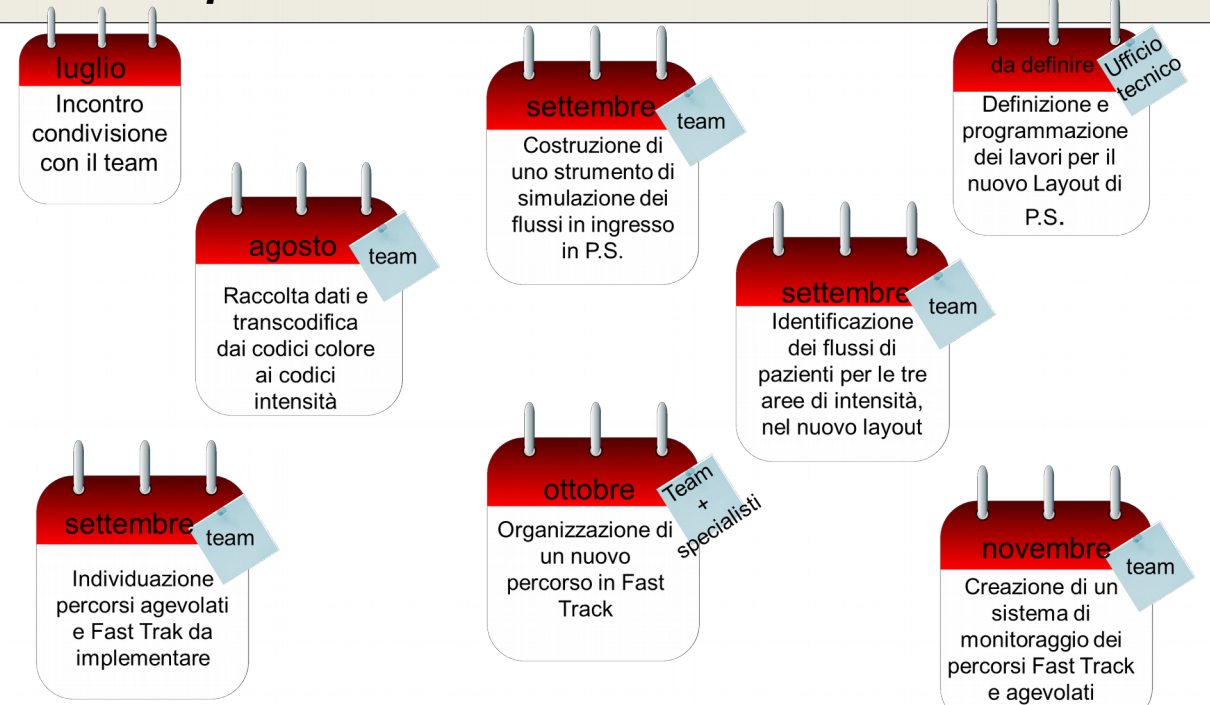 luglio
Incontro
condivisione
con il team
agosto
team
Raccolta dati e
transcodifica
dai codici colore
ai codici
intensità
settembre
team
Individuazione
percorsi agevolati
e Fast Trak da
implementare
settembre
team
Costruzione di
uno strumento di
simulazione dei
flussi in ingresso
in P.S.
settembre
team
Identificazione
dei flussi di
pazienti per le tre
aree di intensità,
nel nuovo layout
ottobre
Team
+
specialisti
Organizzazione di
un nuovo
percorso in Fast
Track
da definire
Ufficio
tecnico
Definizione e
programmazione
dei lavori per il
nuovo Layout di
P.S.
novembre
team
Creazione di un
sistema di
monitoraggio dei
percorsi Fast Track
e agevolati